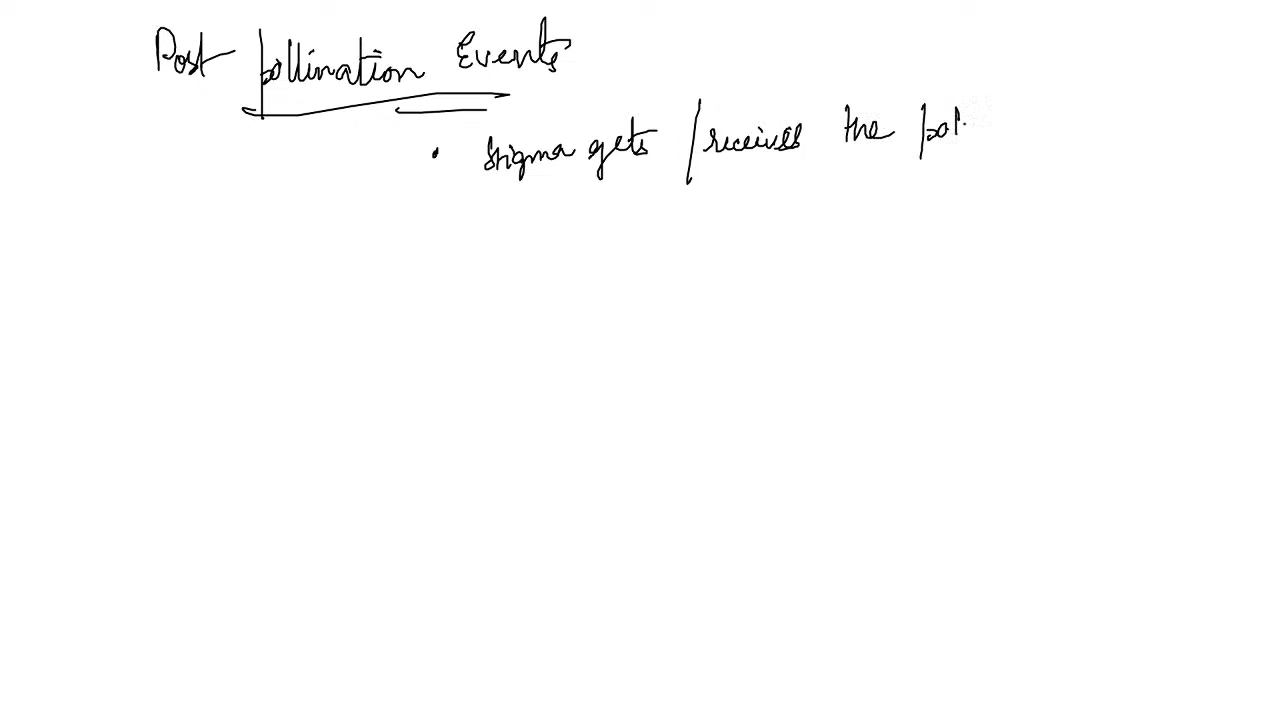 Post pollination Events
• Stigma gets / receives the pol